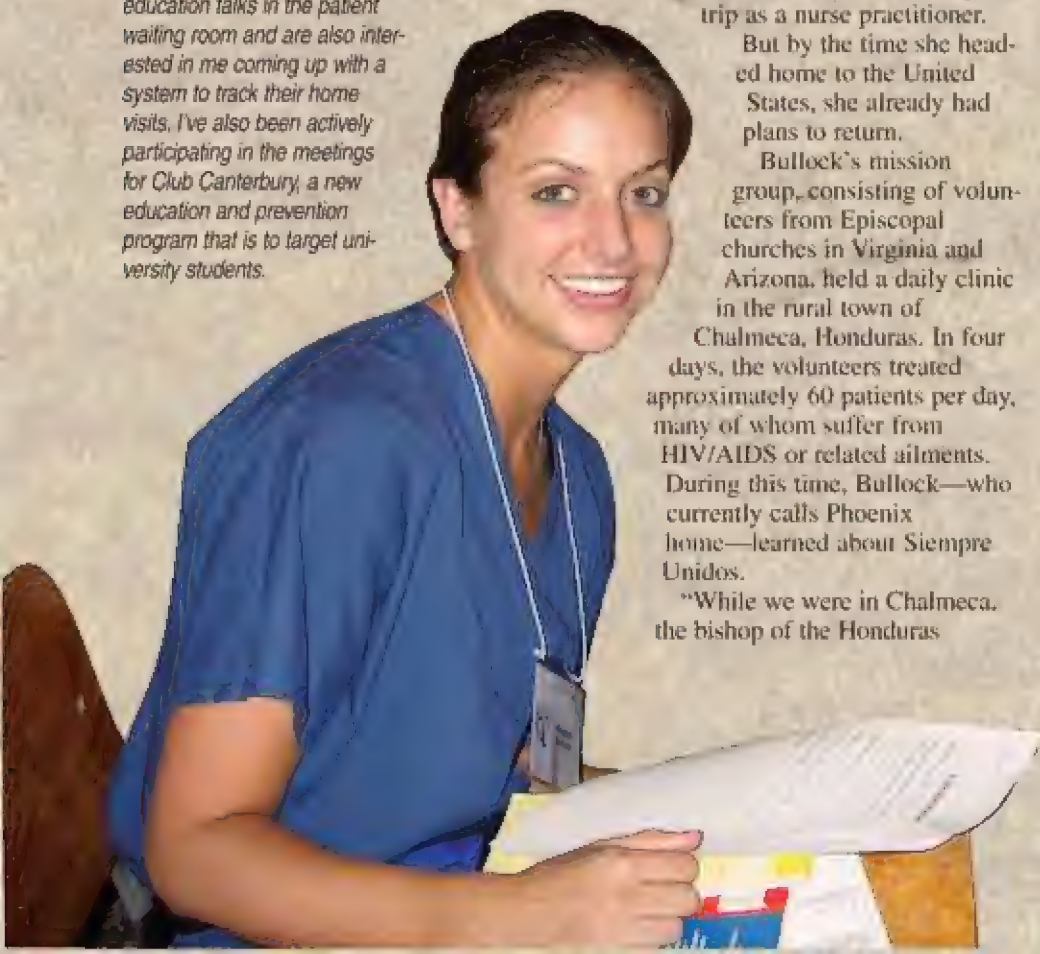 education talks in the patient
waiting room and are also inter-
ested in me coming up with a
system to track their home
visits. I've also been actively
participating in the meetings
for Club Canterbury, a new
education and prevention
program that is to target uni-
versity students.
trip as a nurse practitioner.
But by the time she head-
ed home to the United
States, she already had
plans to return.
Bullock's mission
group, consisting of volun-
teers from Episcopal
churches in Virginia and
Arizona, held a daily clinic
in the rural town of
Chalmeca, Honduras. In four
days, the volunteers treated
approximately 60 patients per day,
many of whom suffer from
HIV/AIDS or related ailments.
During this time, Bullock—who
currently calls Phoenix
home—learned about Siempre
Unidos.
"While we were in Chalmeca,
the bishop of the Honduras